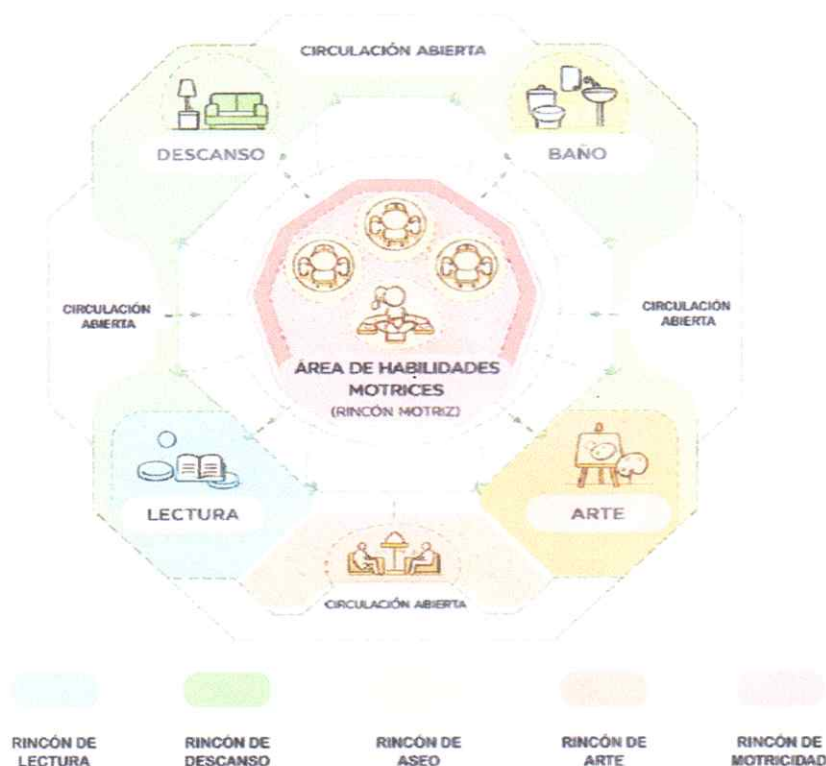 CIRCULACIÓN ABIERTA
DESCANSO
BAÑO
CIRCULACIÓN
ABIERTA
CIRCULACIÓN
ABIERTA
ÁREA DE HABILIDADES
MOTRICES
(RINCÓN MOTRIZ)
LECTURA
ARTE
CIRCULACIÓN ABIERTA
RINCÓN DE
LECTURA
RINCÓN DE
DESCANSO
RINCÓN DE
ASEO
RINCÓN DE
ARTE
RINCÓN DE
MOTRICIDAD